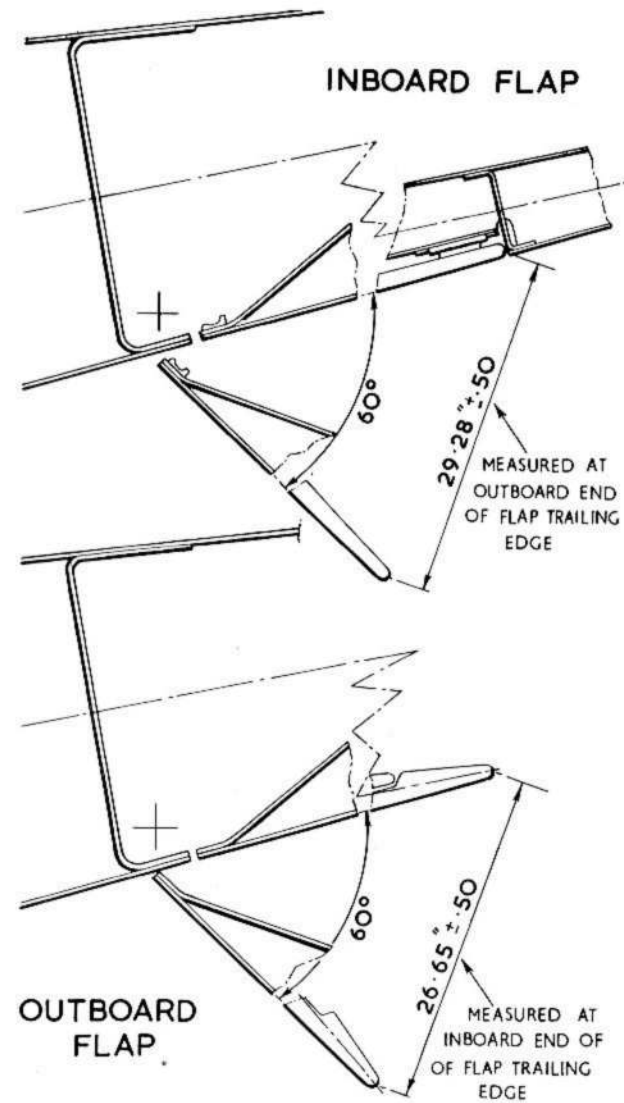 INBOARD FLAP
60°
29·28"±·50
MEASURED AT
OUTBOARD END
OF FLAP TRAILING
EDGE
60°
26·65"±·50
OUTBOARD
FLAP
MEASURED AT
INBOARD END OF
OF FLAP TRAILING
EDGE